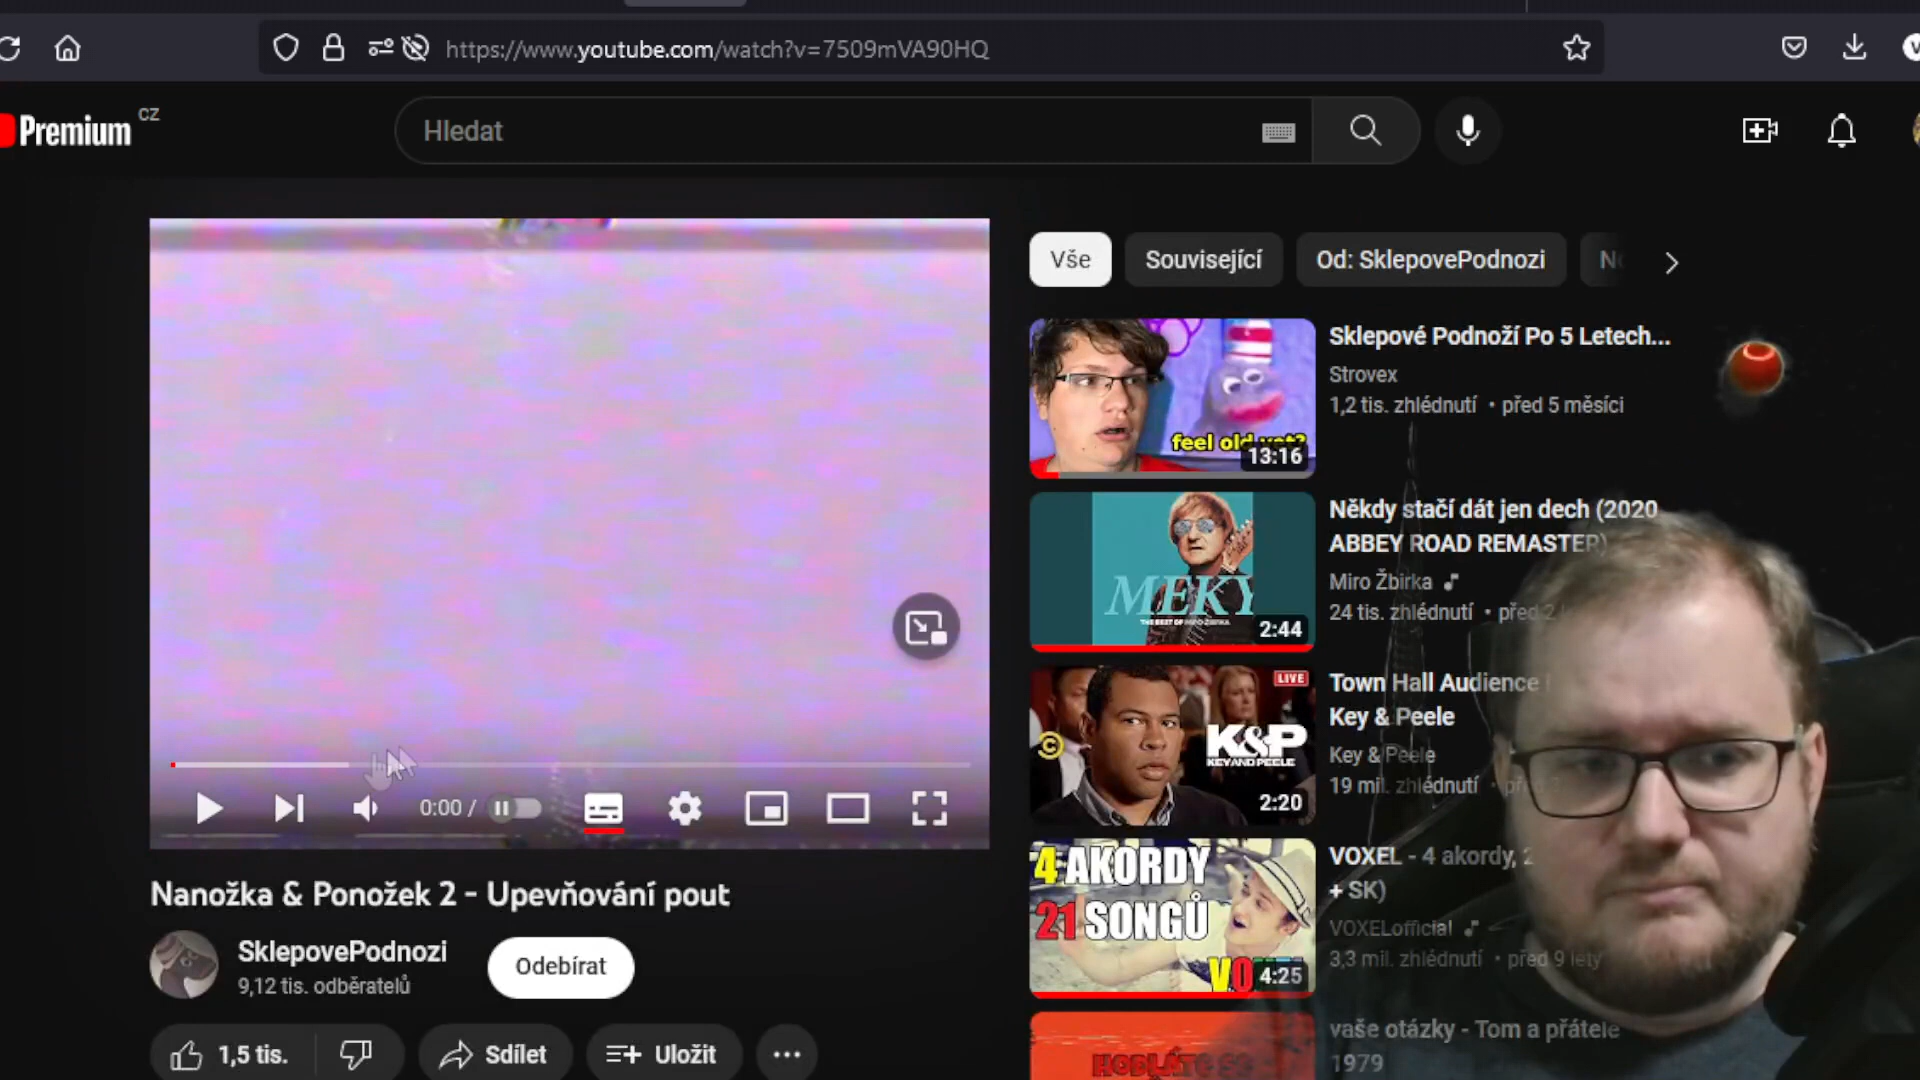 https://www.youtube.com/watch?v=7509mVA90HQ
Premium CZ
Hledat
Vše
Související
Od: SklepovePodnozi
feel old yet?
13:16
Sklepové Podnoží Po 5 Letech...
Strovex
1,2 tis. zhlédnutí • před 5 měsíci
MEKY
THE BEST OF MIRO ŽBIRKA
2:44
Někdy stačí dát jen dech (2020
ABBEY ROAD REMASTER)
Miro Žbirka
24 tis. zhlédnutí • před 2
LIVE
K&P
KEY AND PEELE
2:20
Town Hall Audience
Key & Peele
Key & Peele
19 mil. zhlédnutí
0:00 /
4 AKORDY
21 SONGŮ
4:25
VOXEL - 4 akordy, 2
+ SK)
VOXELofficial
3,3 mil. zhlédnutí • před 9 lety
Nanožka & Ponožek 2 - Upevňování pout
SklepovePodnozi
9,12 tis. odběratelů
Odebírat
1,5 tis.
Sdílet
Uložit
vaše otázky - Tom a přátelé
1979